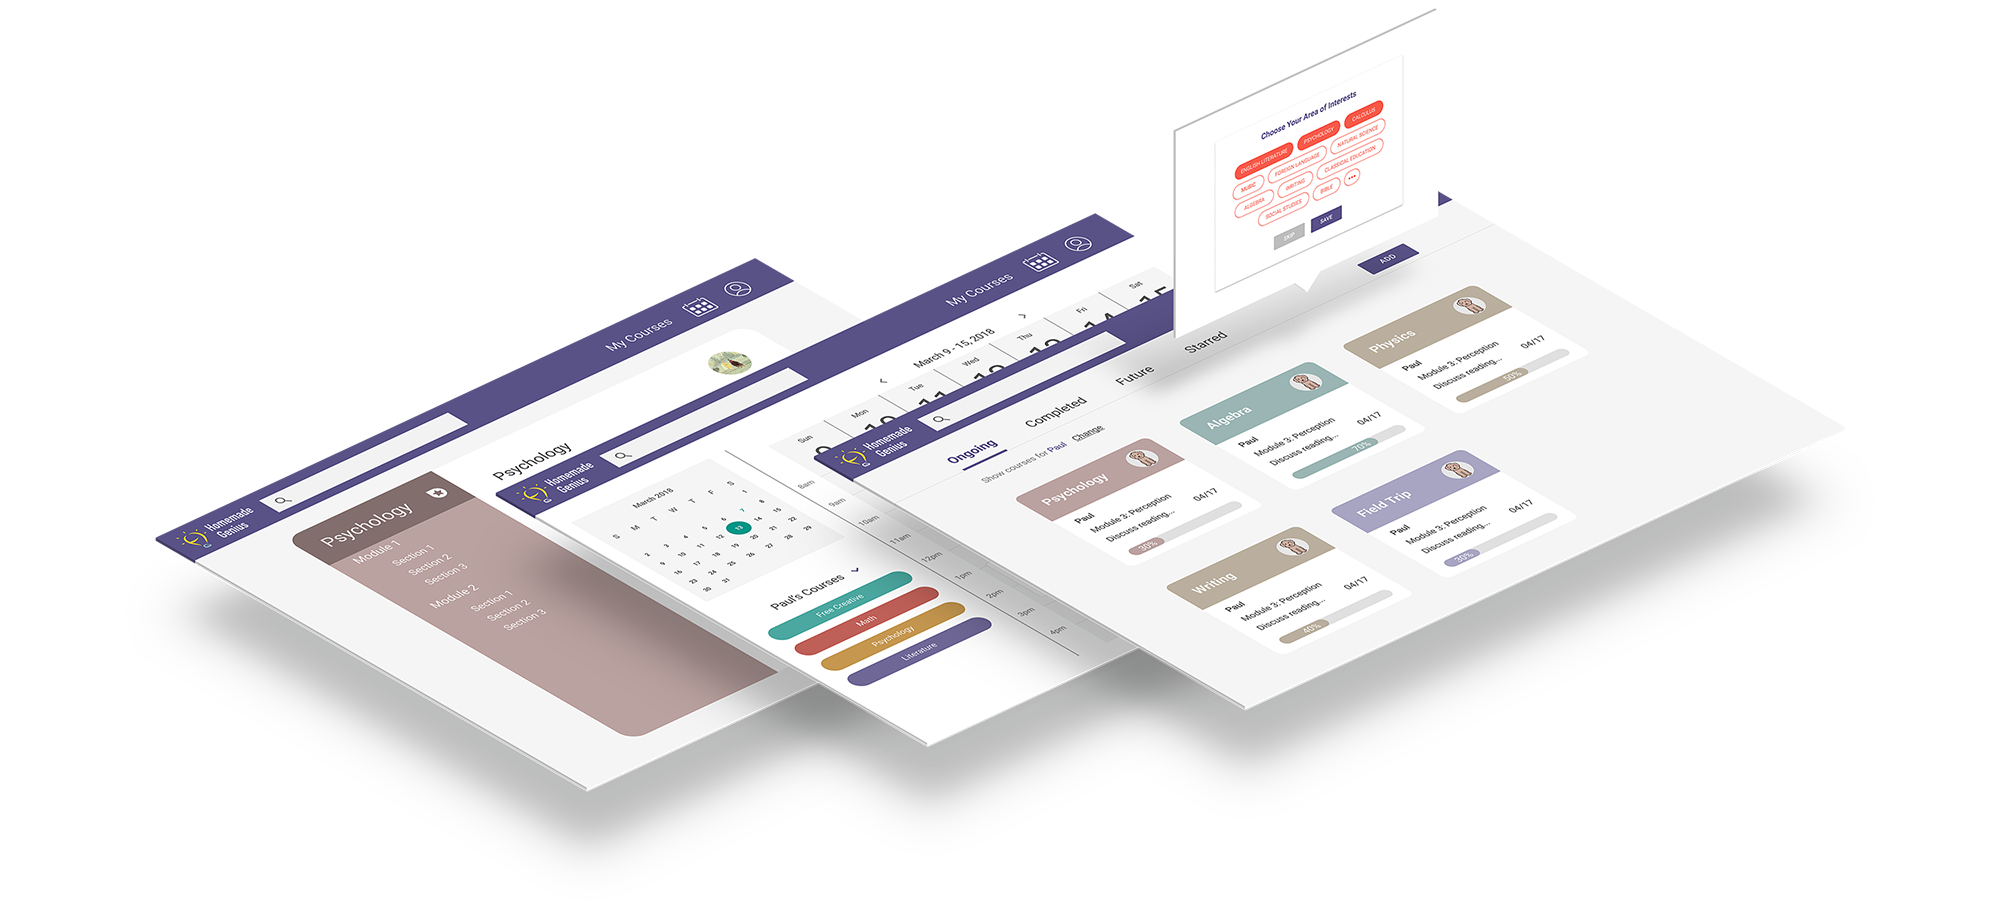 My Courses
Homemade
Genius
Psychology
Psychology
Module 1
Section 1
Section 2
Section 3
Module 2
Section 1
Section 2
Section 3
My Courses
Homemade
Genius
March 2018
S M T W T F S
1
2 3 4 5 6 7 8
9 10 11 12 13 14 15
16 17 18 19 20 21 22
23 24 25 26 27 28 29
30 31
Paul's Courses
Free Creative
Math
Psychology
Literature
March 9 - 15, 2018
Sun Mon Tue Wed Thu Fri Sat
8am
9am
10am
11am
12pm
1pm
2pm
3pm
4pm
Homemade
Genius
Ongoing Completed Future Starred
Show courses for Paul Change
ADD
Psychology
Paul 04/17
Module 3: Perception
Discuss reading...
30%
Algebra
Paul 04/17
Module 3: Perception
Discuss reading...
70%
Physics
Paul 04/17
Module 3: Perception
Discuss reading...
50%
Writing
Paul 04/17
Module 3: Perception
Discuss reading...
40%
Field Trip
Paul 04/17
Module 3: Perception
Discuss reading...
30%
Choose Your Area of Interests
ENGLISH LITERATURE PSYCHOLOGY CALCULUS
MUSIC FOREIGN LANGUAGE NATURAL SCIENCE
ALGEBRA WRITING CLASSICAL EDUCATION
SOCIAL STUDIES BIBLE •••
SKIP SAVE